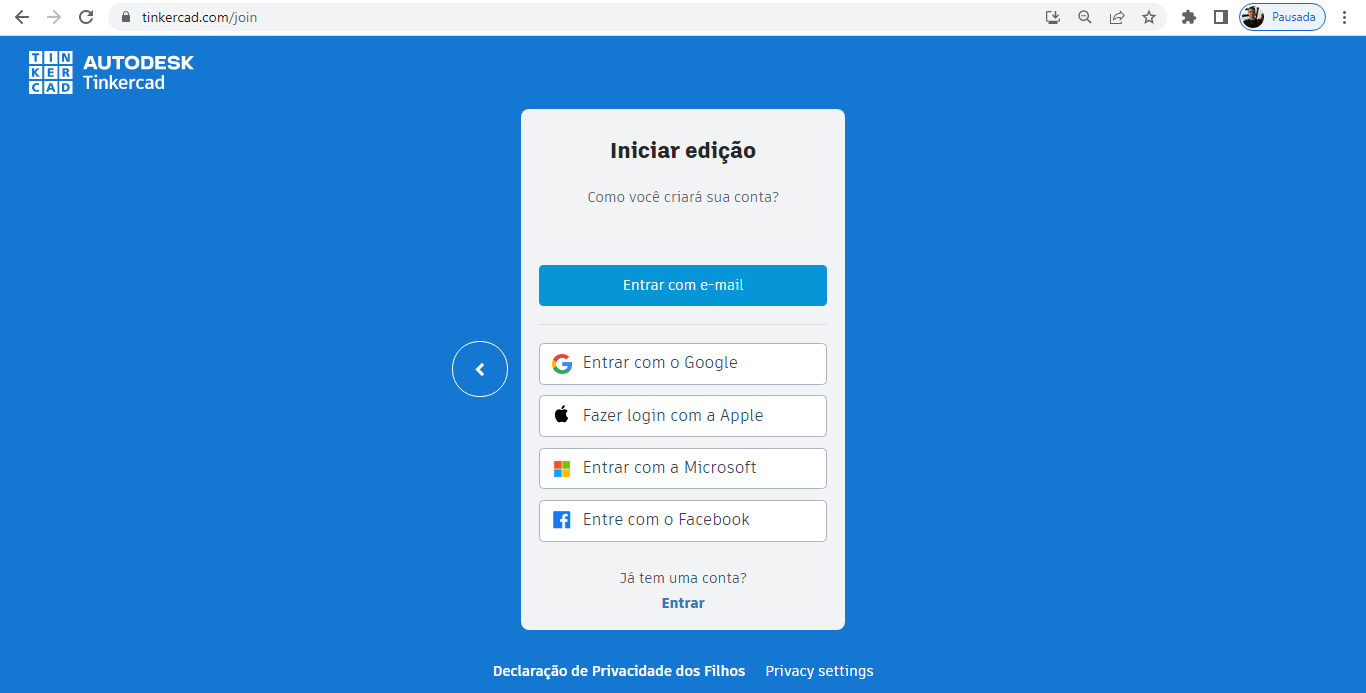 tinkercad.com/join
Pausada
TIN
KER
CAD
AUTODESK
Tinkercad
Iniciar edição
Como você criará sua conta?
Entrar com e-mail
Entrar com o Google
Fazer login com a Apple
Entrar com a Microsoft
Entre com o Facebook
Já tem uma conta?
Entrar
Declaração de Privacidade dos Filhos
Privacy settings